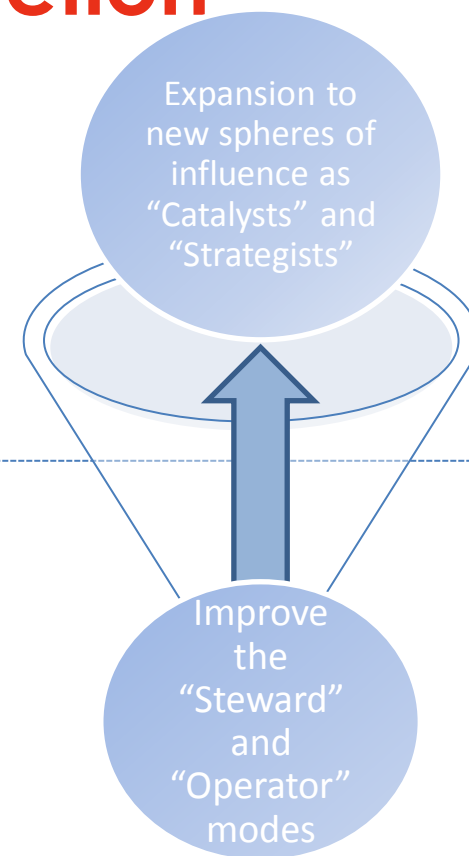 Expansion to
new spheres of
influence as
“Catalysts” and
“Strategists”
Improve
the
“Steward”
and
“Operator”
modes